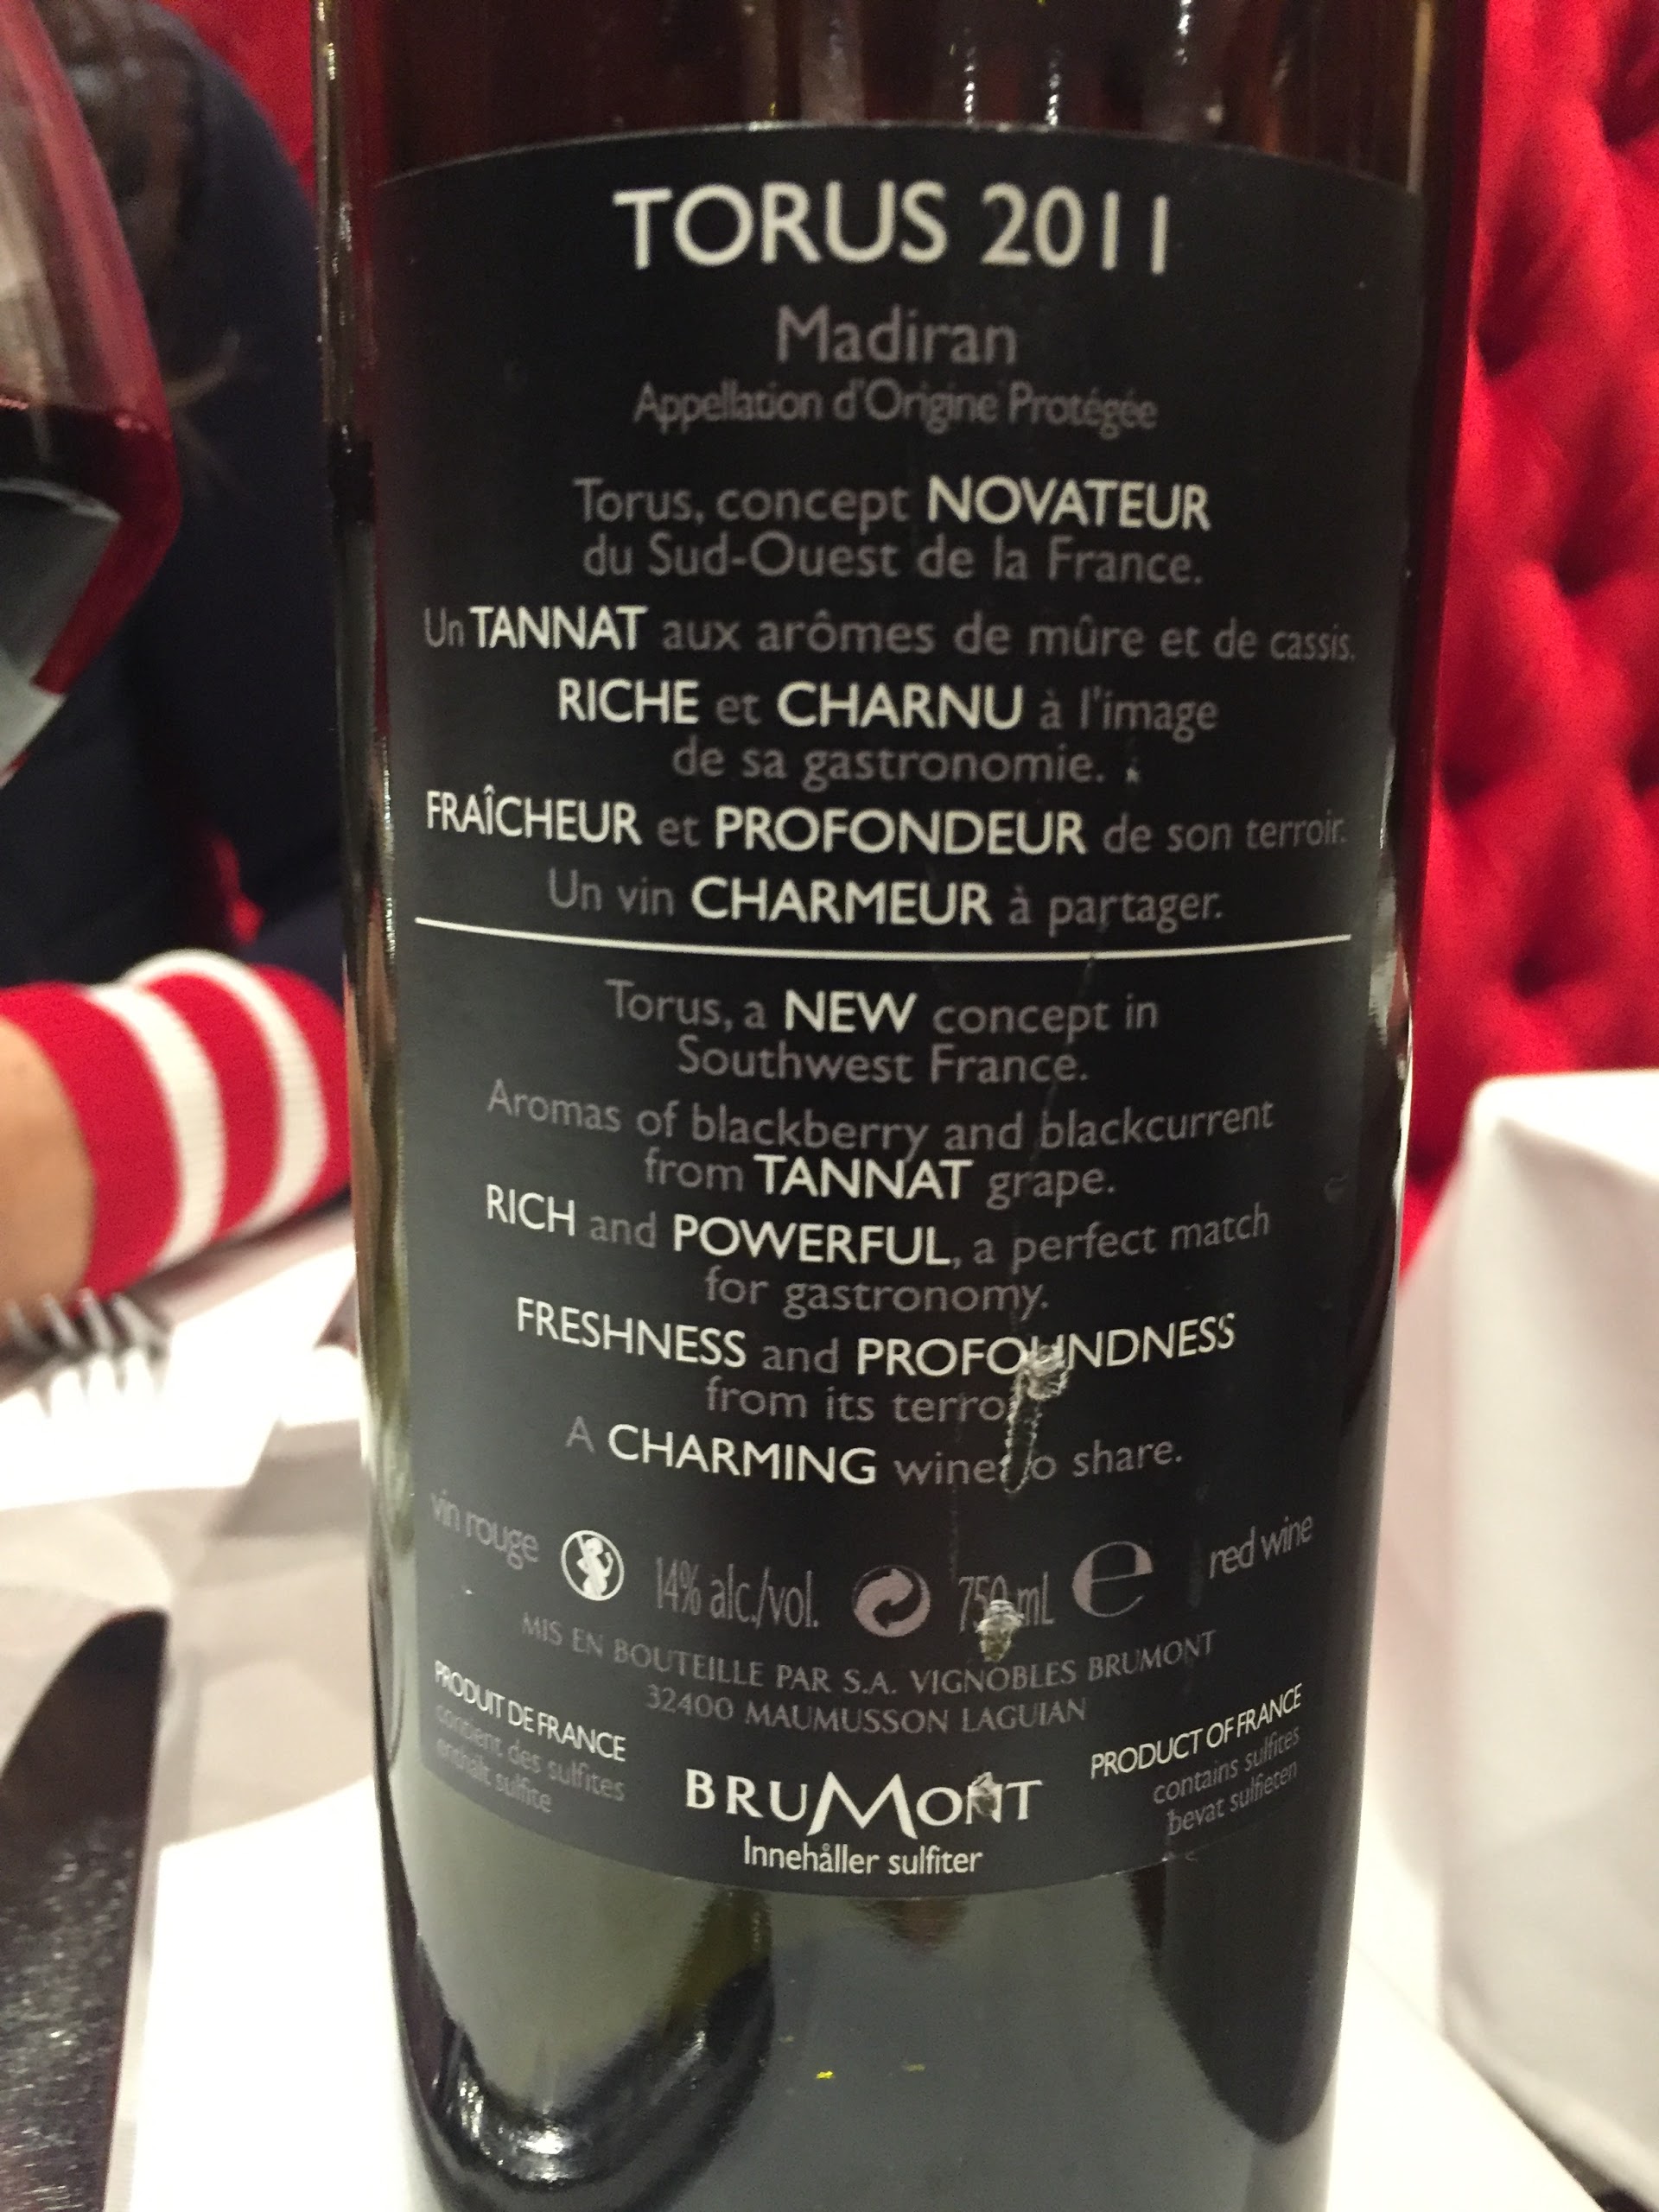 TORUS 2011
Madiran
Appellation d'Origine Protégée
Torus, concept NOVATEUR
du Sud-Ouest de la France.
Un TANNAT aux arômes de mûre et de cassis.
RICHE et CHARNU à l'image
de sa gastronomie.
FRAÎCHEUR et PROFONDEUR de son terroir.
Un vin CHARMEUR à partager.
Torus, a NEW concept in
Southwest France.
Aromas of blackberry and blackcurrent
from TANNAT grape.
RICH and POWERFUL, a perfect match
for gastronomy.
FRESHNESS and PROFOUNDNESS
from its
A CHARMING wine to share.
vin rouge 14% alc./vol. 750 mL e red wine
MIS EN BOUTEILLE PAR S.A. VIGNOBLES BRUMONT
32400 MAUMUSSON LAGUIAN
PRODUIT DE FRANCE
contient des sulfites
enthält sulfite
BRUMONT
Innehåller sulfiter
PRODUCT OF FRANCE
contains sulfites
bevat sulfieten